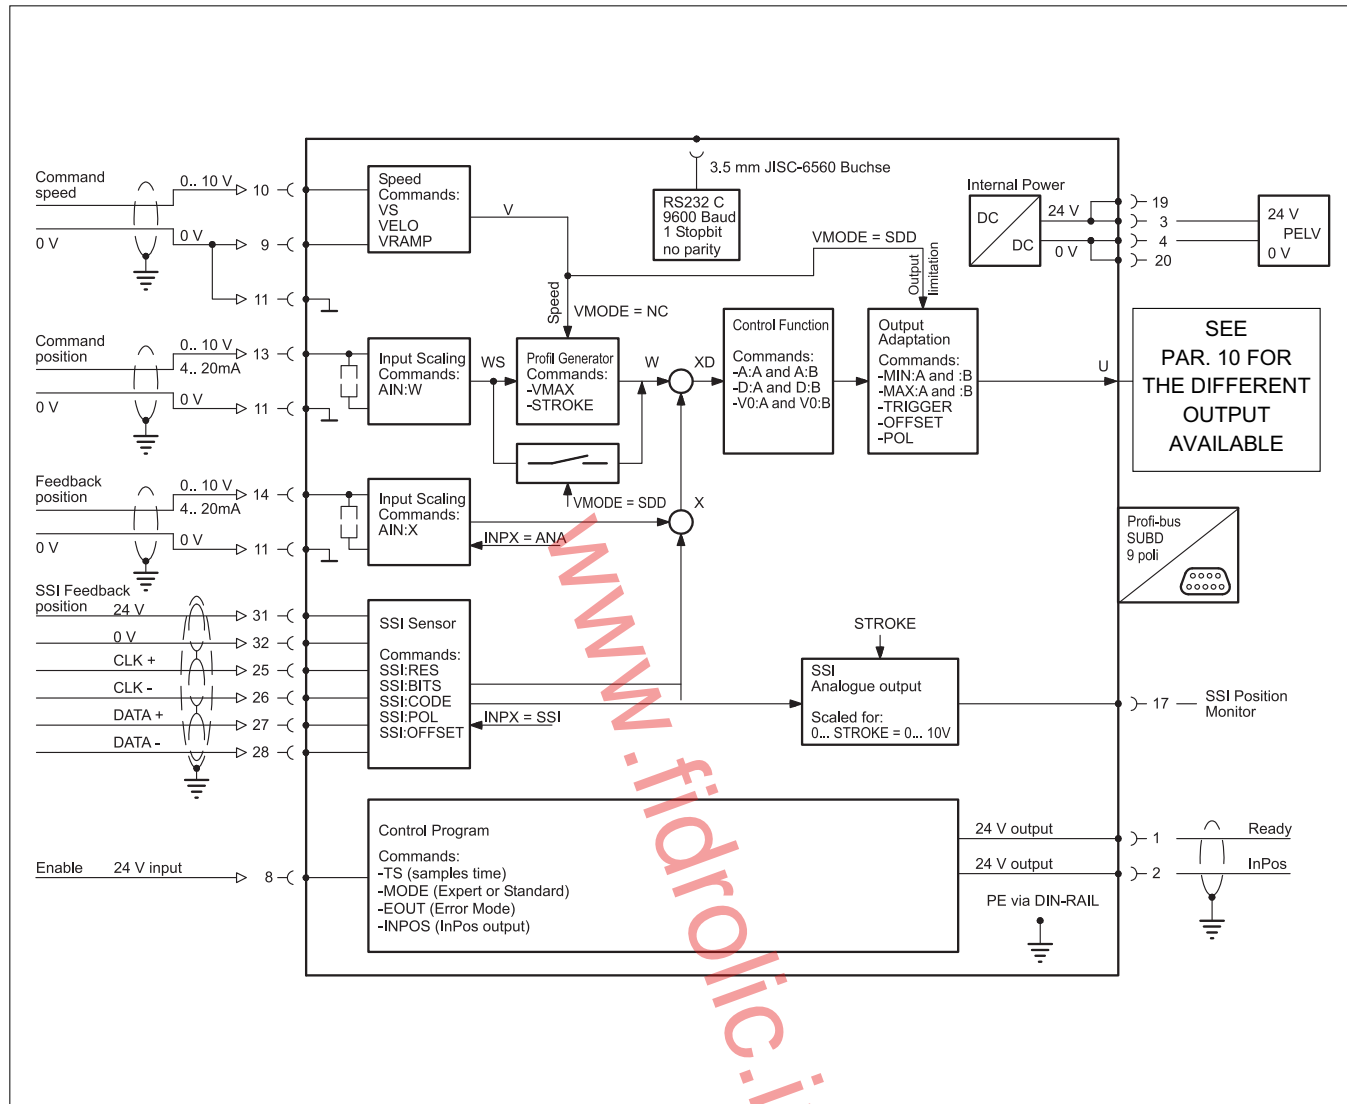 Command
speed
0.. 10 V
10
0 V
0 V
9
11
Speed
Commands:
VS
VELO
VRAMP
V
3.5 mm JISC-6560 Buchse
RS232 C
9600 Baud
1 Stopbit
no parity
Internal Power
DC
DC
24 V
0 V
19
3
4
20
24 V
PELV
0 V
VMODE = SDD
Output
limitation
Speed
VMODE = NC
Command
position
0.. 10 V
4.. 20mA
13
0 V
0 V
11
Input Scaling
Commands:
AIN:W
WS
Profil Generator
Commands:
-VMAX
-STROKE
W
XD
Control Function
Commands:
-A:A and A:B
-D:A and D:B
-V0:A and V0:B
Output
Adaptation
Commands:
-MIN:A and :B
-MAX:A and :B
-TRIGGER
-OFFSET
-POL
U
SEE
PAR. 10 FOR
THE DIFFERENT
OUTPUT
AVAILABLE
VMODE = SDD
X
Feedback
position
0.. 10 V
4.. 20mA
14
0 V
0 V
11
Input Scaling
Commands:
AIN:X
INPX = ANA
Profi-bus
SUBD
9 poli
SSI Feedback
position
24 V
31
0 V
32
CLK +
25
CLK -
26
DATA +
27
DATA -
28
SSI Sensor
Commands:
SSI:RES
SSI:BITS
SSI:CODE
SSI:POL
SSI:OFFSET
INPX = SSI
STROKE
SSI
Analogue output
Scaled for:
0... STROKE = 0... 10V
17
SSI Position
Monitor
Control Program
Commands:
-TS (samples time)
-MODE (Expert or Standard)
-EOUT (Error Mode)
-INPOS (InPos output)
Enable
24 V input
8
24 V output
1
Ready
24 V output
2
InPos
PE via DIN-RAIL
www.fidrolic.i